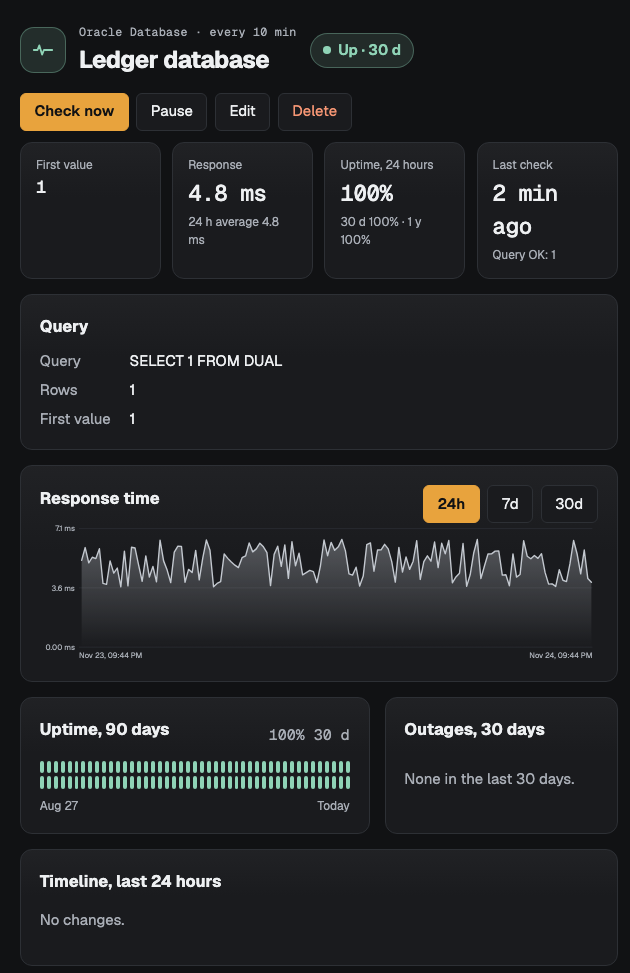 Oracle Database · every 10 min
Ledger database
Up · 30 d
Check now
Pause
Edit
Delete
First value
1
Response
4.8 ms
24 h average 4.8
ms
Uptime, 24 hours
100%
30 d 100% · 1 y
100%
Last check
2 min
ago
Query OK: 1
Query
Query SELECT 1 FROM DUAL
Rows 1
First value 1
Response time
24h
7d
30d
7.1 ms
3.6 ms
0.00 ms
Nov 23, 09:44 PM
Nov 24, 09:44 PM
Uptime, 90 days
100% 30 d
Aug 27
Today
Outages, 30 days
None in the last 30 days.
Timeline, last 24 hours
No changes.